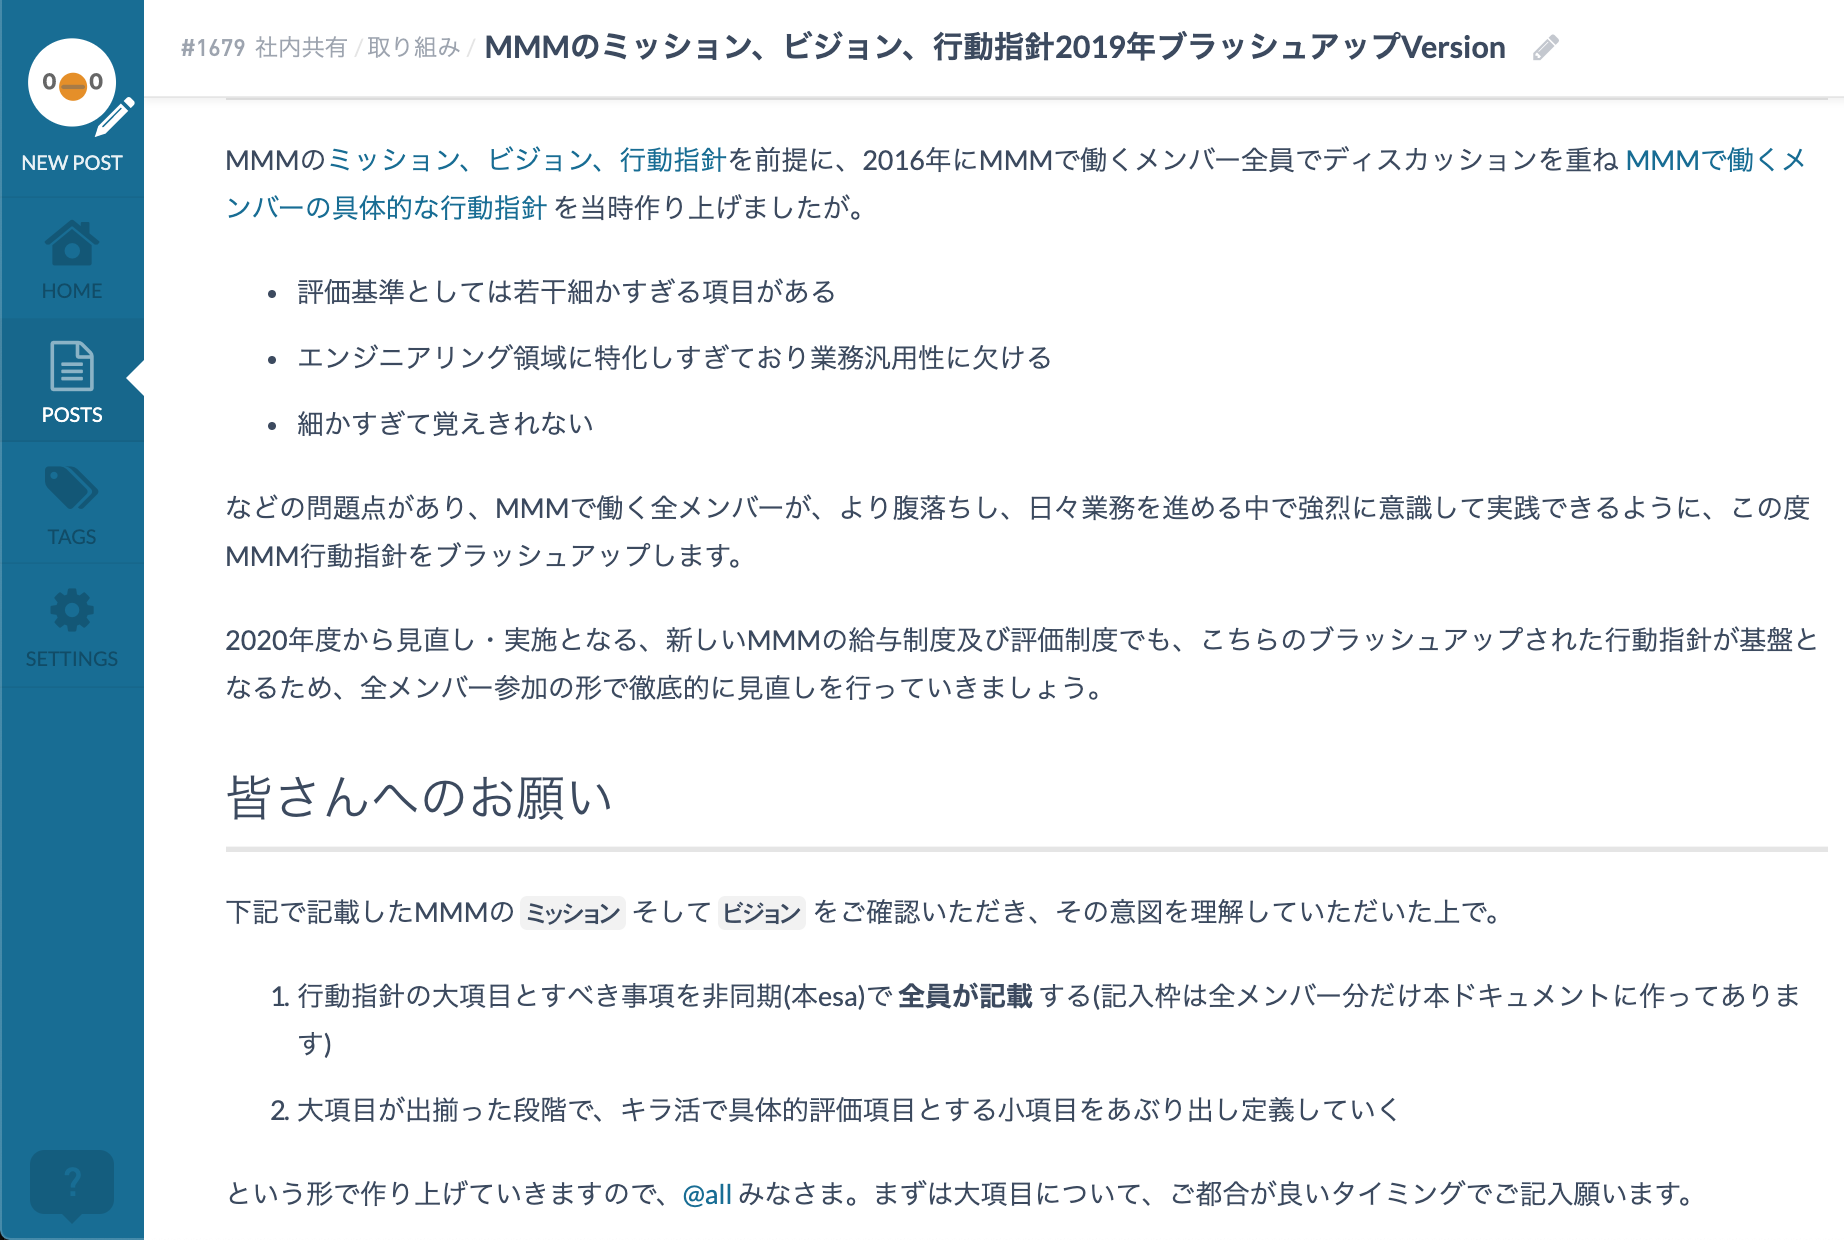 #1679 社内共有 / 取り組み / MMMのミッション、ビジョン、行動指針2019年ブラッシュアップVersion
NEW POST
HOME
POSTS
TAGS
SETTINGS
?
MMMのミッション、ビジョン、行動指針を前提に、2016年にMMMで働くメンバー全員でディスカッションを重ね MMMで働くメ
ンバーの具体的な行動指針 を当時作り上げましたが。
• 評価基準としては若干細かすぎる項目がある
• エンジニアリング領域に特化しすぎており業務汎用性に欠ける
• 細かすぎて覚えきれない
などの問題点があり、MMMで働く全メンバーが、より腹落ちし、日々業務を進める中で強烈に意識して実践できるように、この度
MMM行動指針をブラッシュアップします。
2020年度から見直し・実施となる、新しいMMMの給与制度及び評価制度でも、こちらのブラッシュアップされた行動指針が基盤と
なるため、全メンバー参加の形で徹底的に見直しを行っていきましょう。
皆さんへのお願い
下記で記載したMMMの ミッション そして ビジョン をご確認いただき、その意図を理解していただいた上で。
1. 行動指針の大項目とすべき事項を非同期(本esa)で 全員が記載 する(記入枠は全メンバー分だけ本ドキュメントに作ってありま
す)
2. 大項目が出揃った段階で、キラ活で具体的評価項目とする小項目をあぶり出し定義していく
という形で作り上げていきますので、@all みなさま。まずは大項目について、ご都合が良いタイミングでご記入願います。